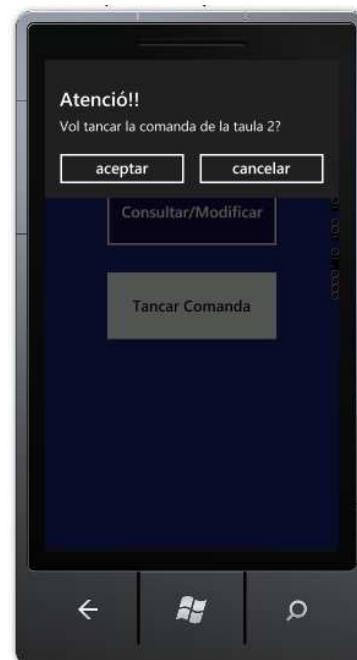 Atenció!!
Vol tancar la comanda de la taula 2?
aceptar cancelar
Consultar/Modificar
Tancar Comanda